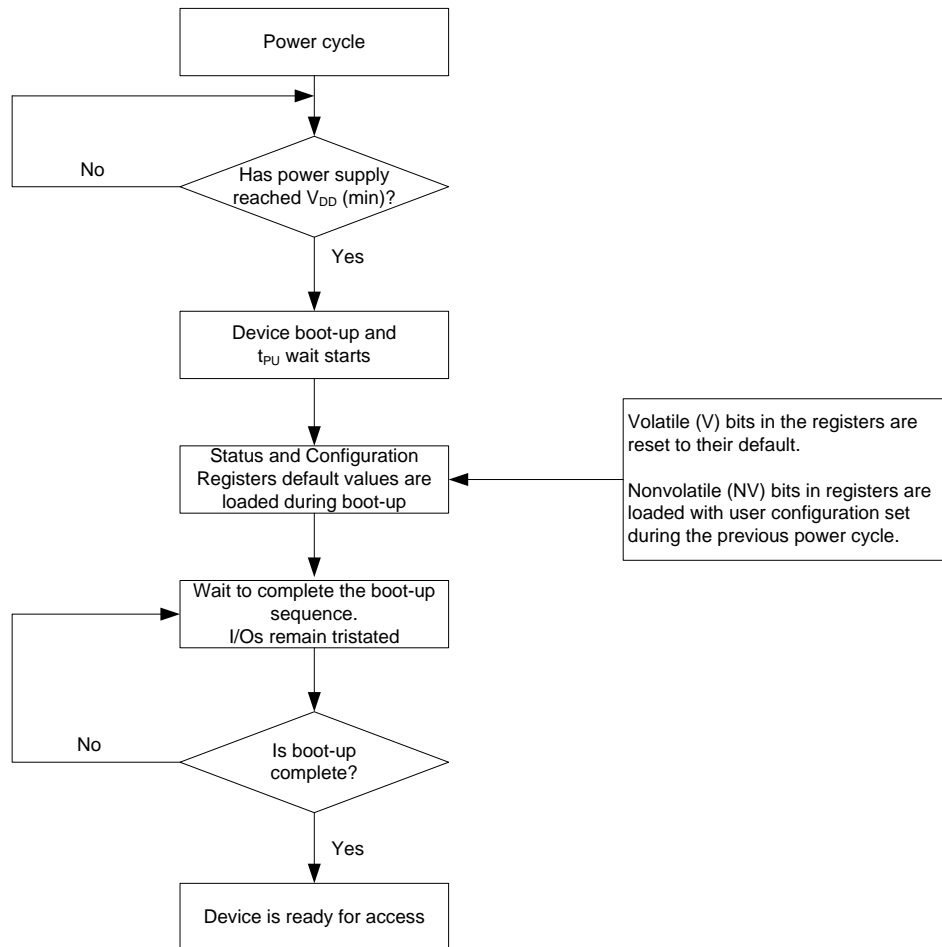 Power cycle
No
Has power supply
reached V_DD (min)?
Yes
Device boot-up and
t_PU wait starts
Volatile (V) bits in the registers are
reset to their default.
Nonvolatile (NV) bits in registers are
loaded with user configuration set
during the previous power cycle.
Status and Configuration
Registers default values are
loaded during boot-up
Wait to complete the boot-up
sequence.
I/Os remain tristated
No
Is boot-up
complete?
Yes
Device is ready for access